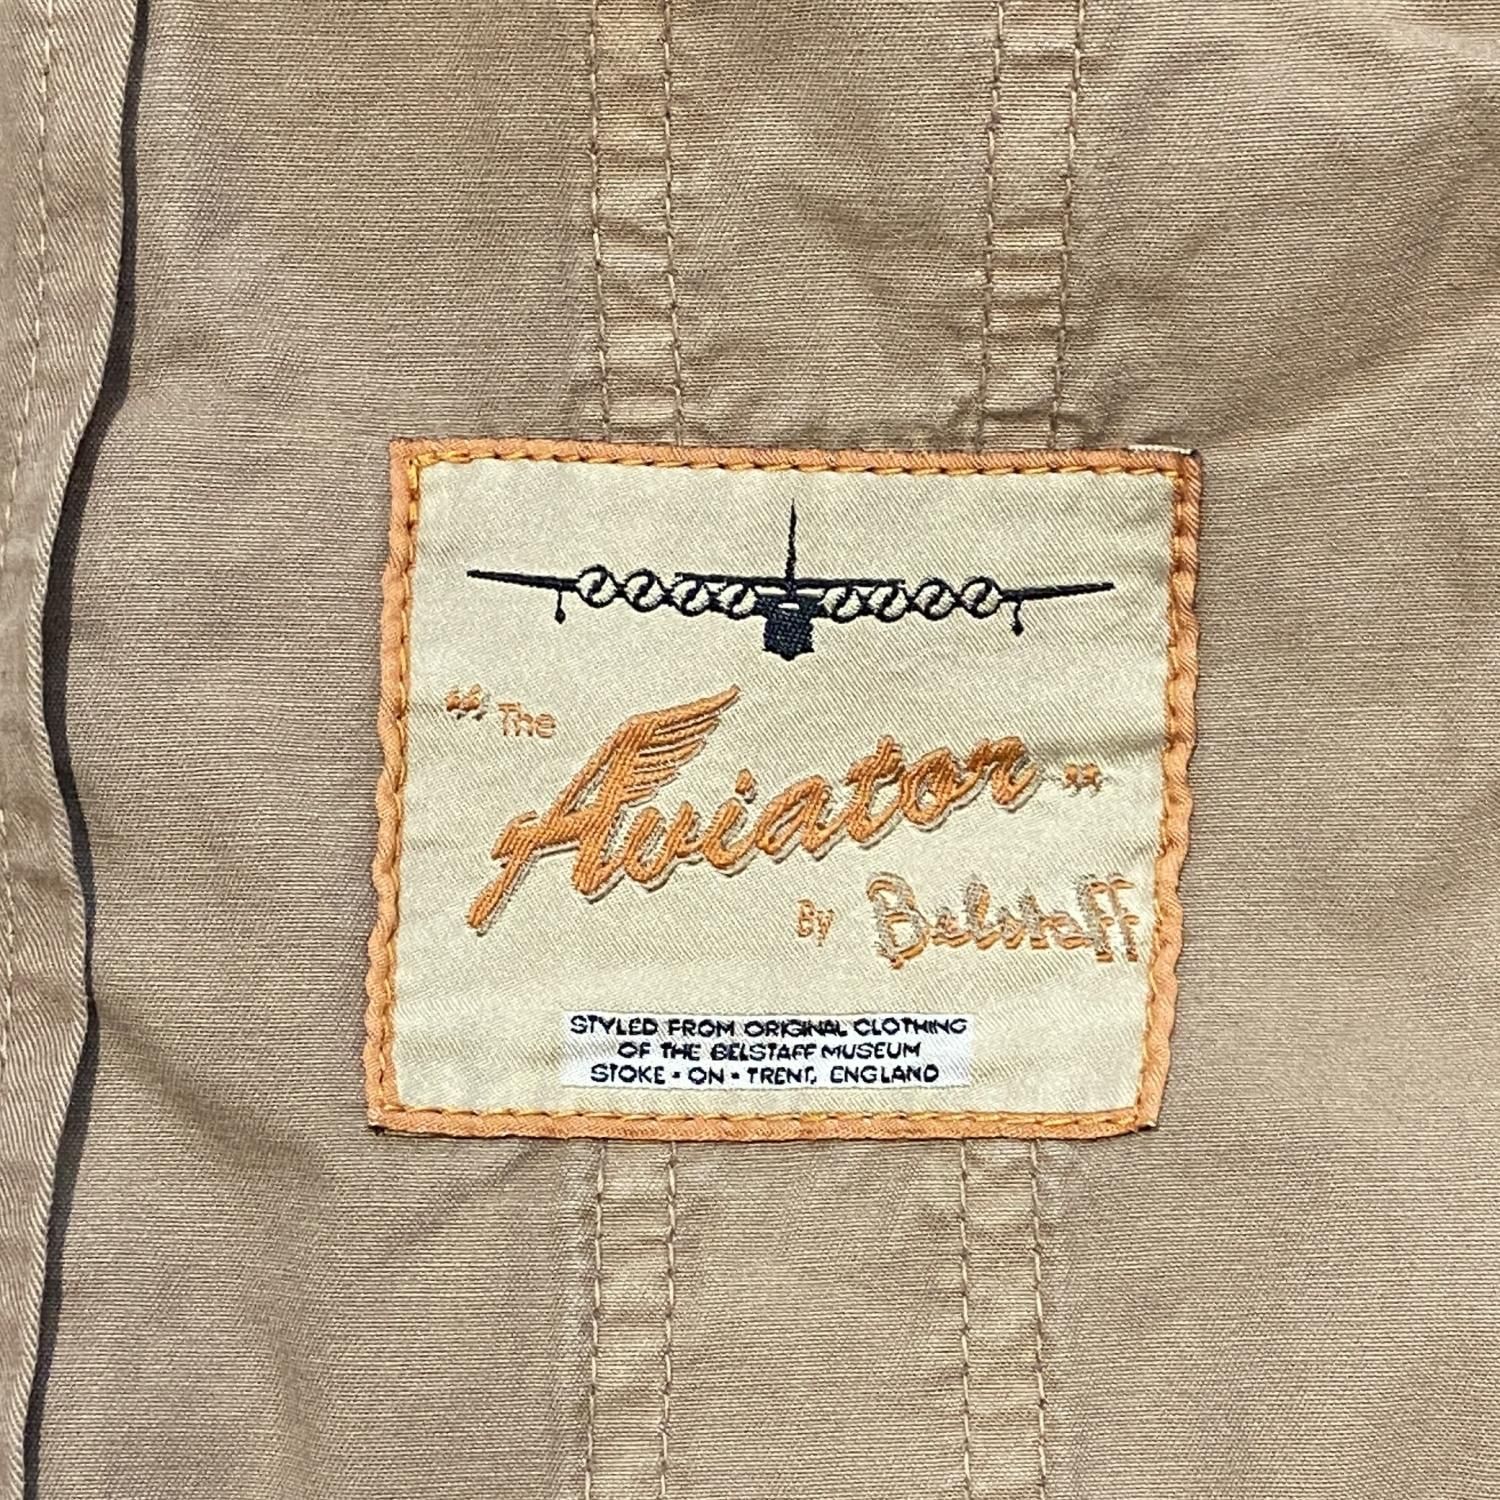 “The
Aviator”
By Belstaff
STYLED FROM ORIGINAL CLOTHING
OF THE BELSTAFF MUSEUM
STOKE - ON - TRENT, ENGLAND